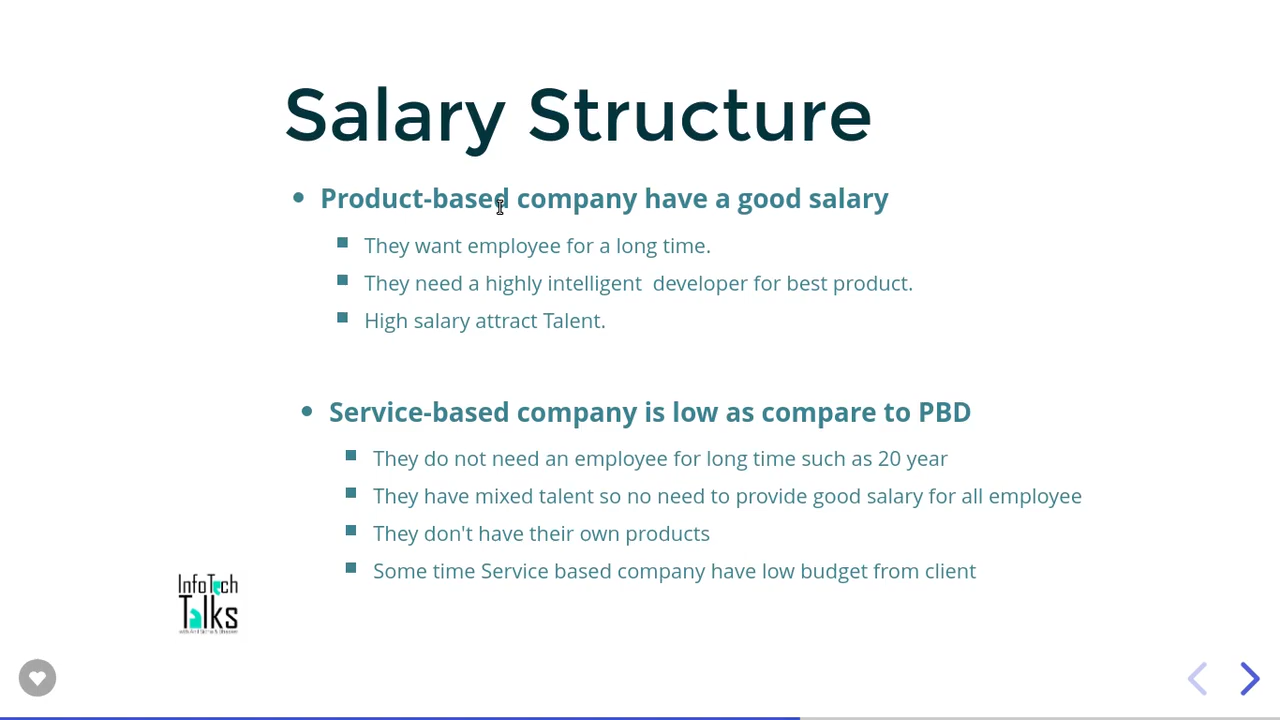 Salary Structure
Product-based company have a good salary
They want employee for a long time.
They need a highly intelligent  developer for best product.
High salary attract Talent.
Service-based company is low as compare to PBD
They do not need an employee for long time such as 20 year
They have mixed talent so no need to provide good salary for all employee
They don't have their own products
Some time Service based company have low budget from client
InfoTech
Talks